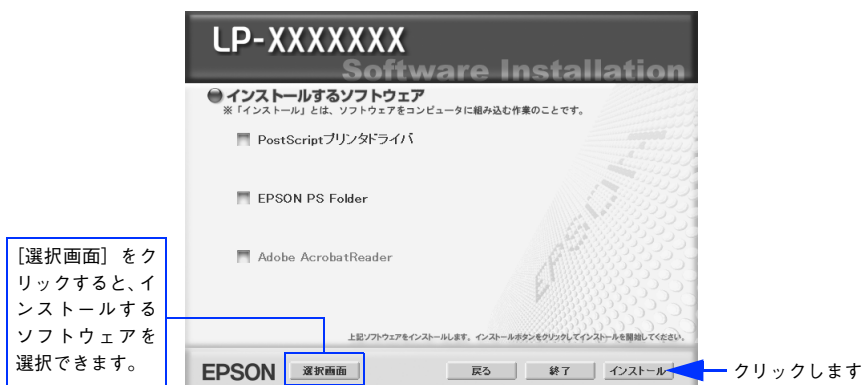 LP-XXXXXXX
Software Installation
インストールするソフトウェア
※「インストール」とは、ソフトウェアをコンピュータに組み込む作業のことです。
PostScriptプリンタドライバ
EPSON PS Folder
Adobe AcrobatReader
EPSON
上記ソフトウェアをインストールします。インストールボタンをクリックしてインストールを開始してください。
EPSON
選択画面
戻る
終了
インストール
[選択画面]をク
リックすると、イ
ンストールする
ソフトウェアを
選択できます。
クリックします